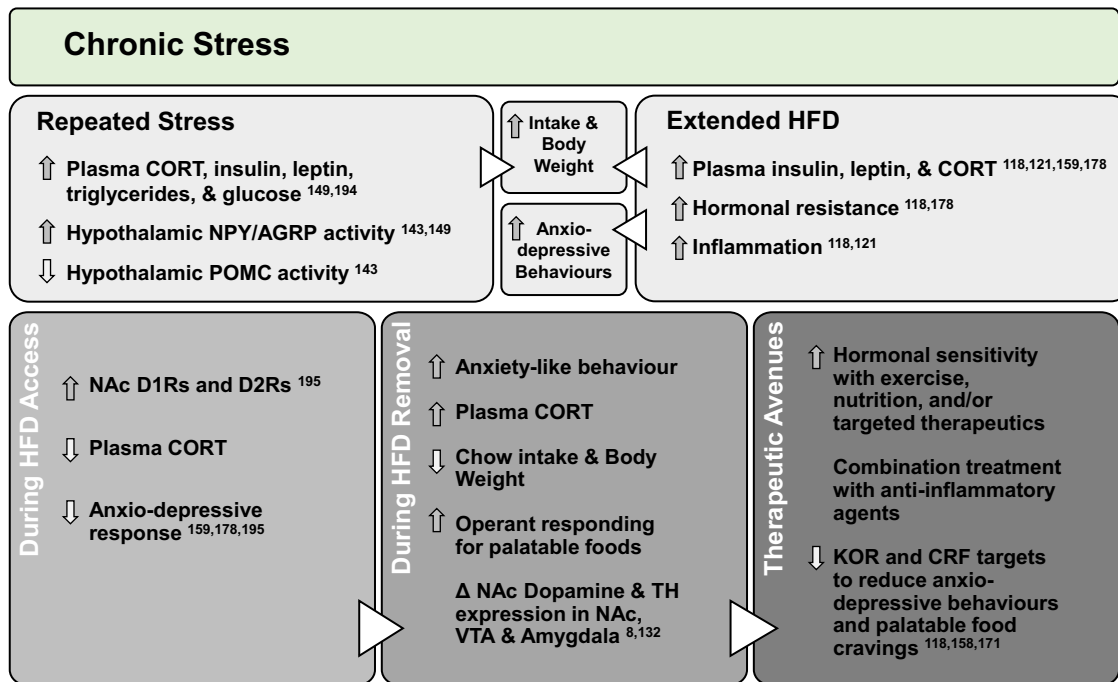 Chronic Stress
Repeated Stress
⇧ Plasma CORT, insulin, leptin,
triglycerides, & glucose 149,194
⇧ Hypothalamic NPY/AGRP activity 143,149
⇩ Hypothalamic POMC activity 143
⇧ Intake &
Body
Weight
⇧ Anxio-
depressive
Behaviours
Extended HFD
⇧ Plasma insulin, leptin, & CORT 118,121,159,178
⇧ Hormonal resistance 118,178
⇧ Inflammation 118,121
During HFD Access
⇧ NAc D1Rs and D2Rs 195
⇩ Plasma CORT
⇩ Anxio-depressive
response 159,178,195
During HFD Removal
⇧ Anxiety-like behaviour
⇧ Plasma CORT
⇩ Chow intake & Body
Weight
⇧ Operant responding
for palatable foods
Δ NAc Dopamine & TH
expression in NAc,
VTA & Amygdala 8,132
Therapeutic Avenues
⇧ Hormonal sensitivity
with exercise,
nutrition, and/or
targeted therapeutics
Combination treatment
with anti-inflammatory
agents
⇩ KOR and CRF targets
to reduce anxio-
depressive behaviours
and palatable food
cravings 118,158,171